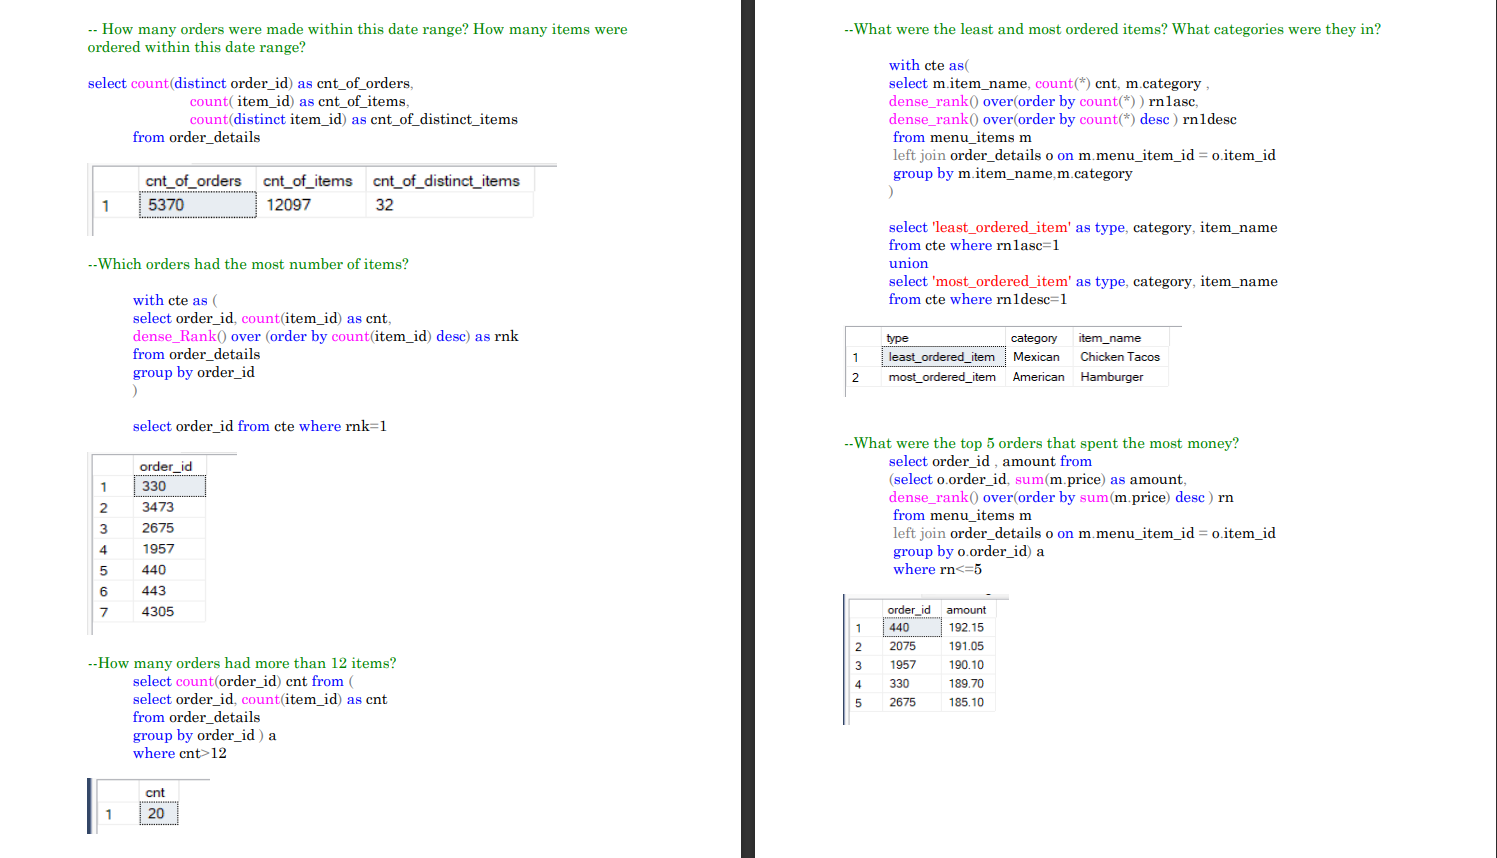 -- How many orders were made within this date range? How many items were
ordered within this date range?
select count(distinct order_id) as cnt_of_orders,
count( item_id) as cnt_of_items,
count(distinct item_id) as cnt_of_distinct_items
from order_details
cnt_of_orders cnt_of_items cnt_of_distinct_items
1 5370 12097 32
--Which orders had the most number of items?
with cte as (
select order_id, count(item_id) as cnt,
dense_Rank() over (order by count(item_id) desc) as rnk
from order_details
group by order_id
)
select order_id from cte where rnk=1
order_id
1 330
2 3473
3 2675
4 1957
5 440
6 443
7 4305
--How many orders had more than 12 items?
select count(order_id) cnt from (
select order_id, count(item_id) as cnt
from order_details
group by order_id ) a
where cnt>12
cnt
1 20
--What were the least and most ordered items? What categories were they in?
with cte as(
select m.item_name, count(*) cnt, m.category ,
dense_rank() over(order by count(*) ) rn1asc,
dense_rank() over(order by count(*) desc ) rn1desc
from menu_items m
left join order_details o on m.menu_item_id = o.item_id
group by m.item_name,m.category
)
select 'least_ordered_item' as type, category, item_name
from cte where rn1asc=1
union
select 'most_ordered_item' as type, category, item_name
from cte where rn1desc=1
type category item_name
1 least_ordered_item Mexican Chicken Tacos
2 most_ordered_item American Hamburger
--What were the top 5 orders that spent the most money?
select order_id , amount from
(select o.order_id, sum(m.price) as amount,
dense_rank() over(order by sum(m.price) desc ) rn
from menu_items m
left join order_details o on m.menu_item_id = o.item_id
group by o.order_id) a
where rn<=5
order_id amount
1 440 192.15
2 2075 191.05
3 1957 190.10
4 330 189.70
5 2675 185.10